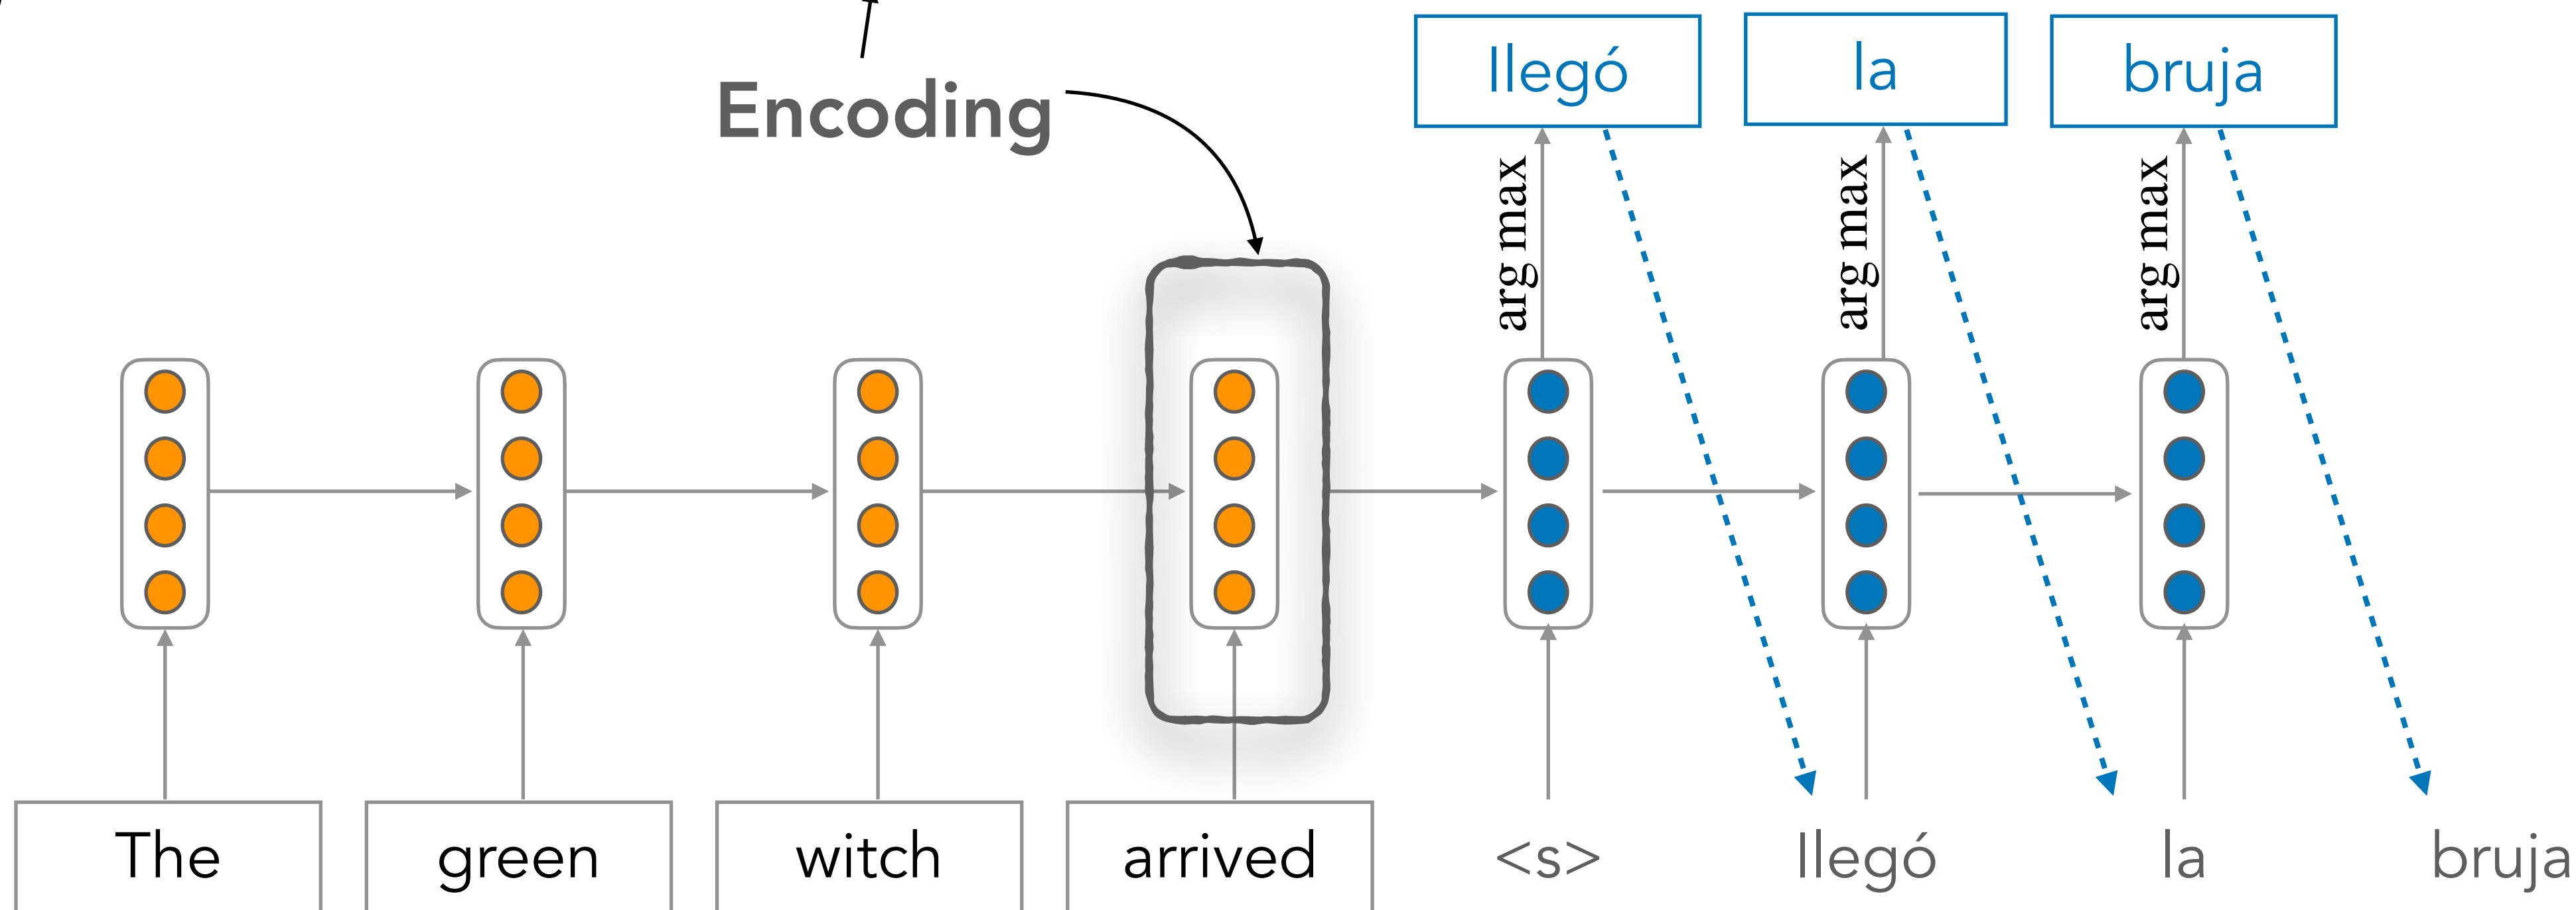 Encoding
llegó la bruja
arg max arg max arg max
The green witch arrived <s> llegó la bruja